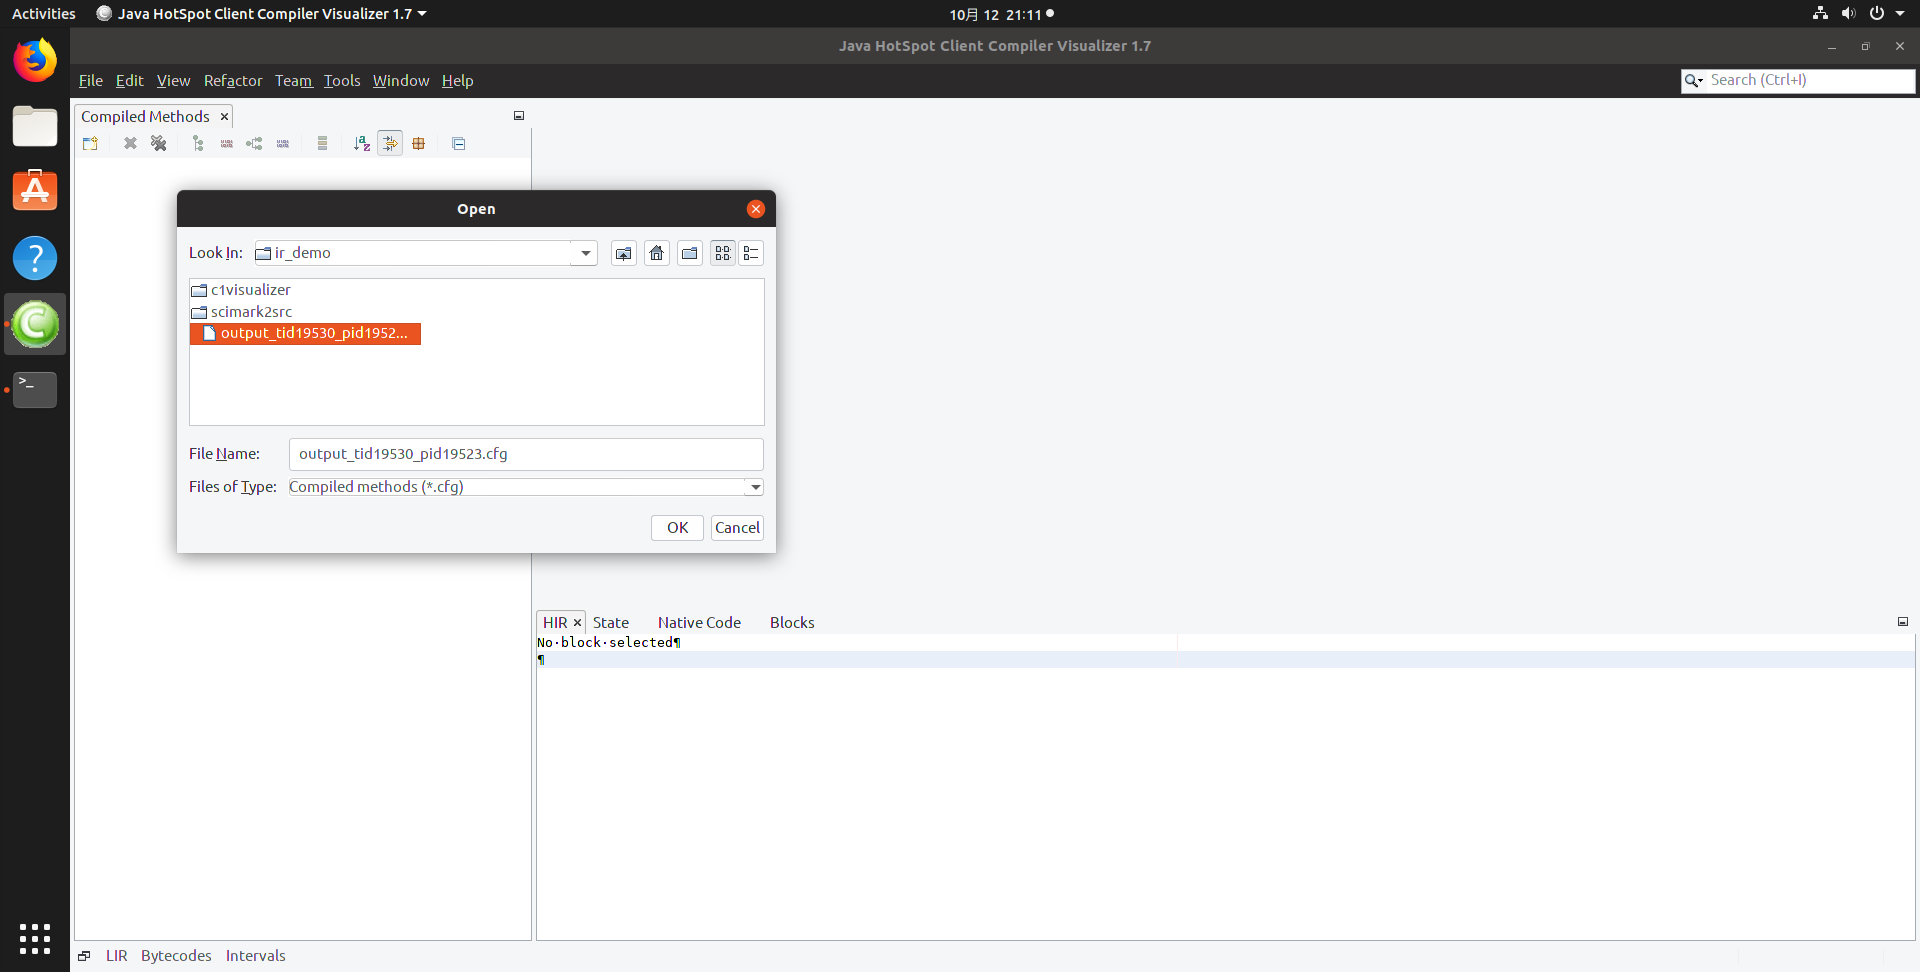 Activities Java HotSpot Client Compiler Visualizer 1.7 10月 12 21:11
Java HotSpot Client Compiler Visualizer 1.7
File Edit View Refactor Team Tools Window Help Search (Ctrl+I)
Compiled Methods
Open
Look In: ir_demo
c1visualizer
scimark2src
output_tid19530_pid1952...
File Name: output_tid19530_pid19523.cfg
Files of Type: Compiled methods (*.cfg)
OK Cancel
HIR State Native Code Blocks
No·block·selected¶
¶
LIR Bytecodes Intervals